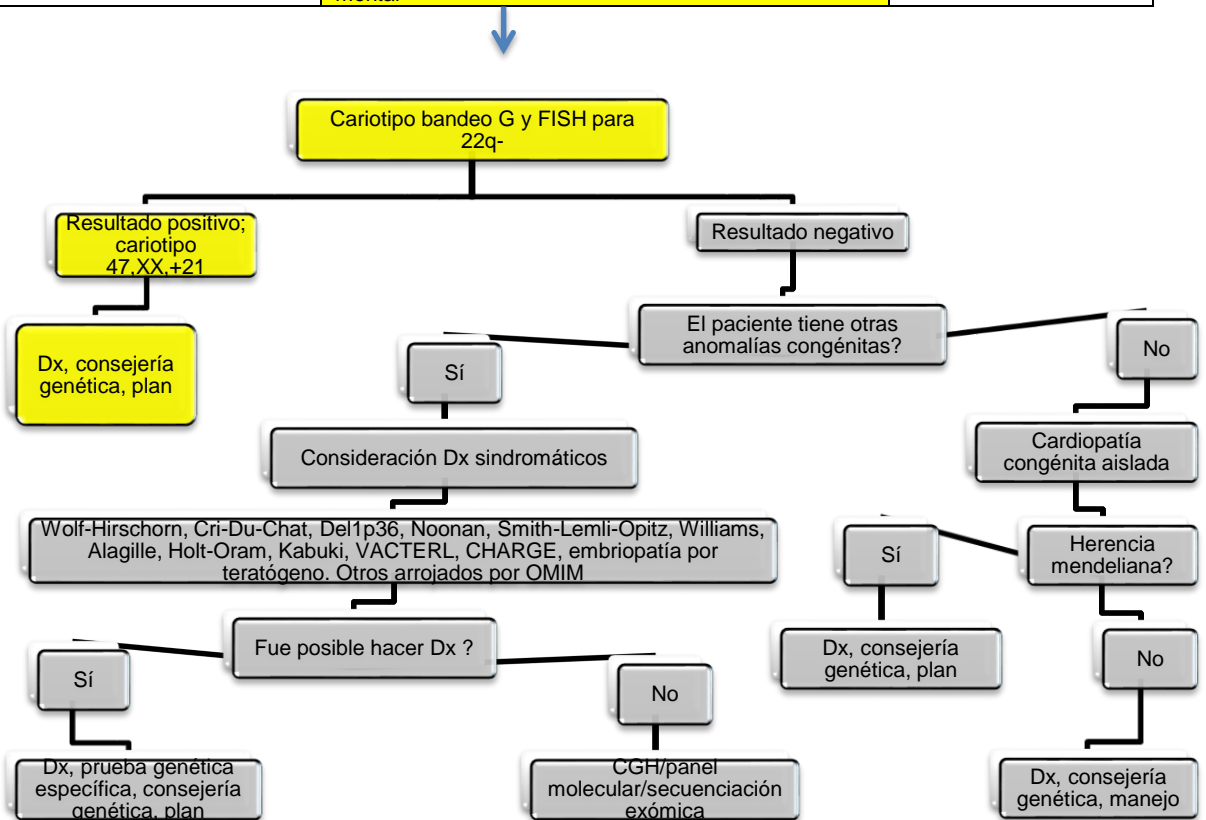 mental
Cariotipo bandeo G y FISH para
22q-
Resultado positivo;
cariotipo
47,XX,+21
Resultado negativo
Dx, consejería
genética, plan
El paciente tiene otras
anomalías congénitas?
Sí
No
Consideración Dx sindromáticos
Cardiopatía
congénita aislada
Wolf-Hirschorn, Cri-Du-Chat, Del1p36, Noonan, Smith-Lemli-Opitz, Williams,
Alagille, Holt-Oram, Kabuki, VACTERL, CHARGE, embriopatía por
teratógeno. Otros arrojados por OMIM
Sí
Herencia
mendeliana?
Fue posible hacer Dx ?
Dx, consejería
genética, plan
No
Sí
No
Dx, prueba genética
específica, consejería
genética, plan
CGH/panel
molecular/secuenciación
exómica
Dx, consejería
genética, manejo